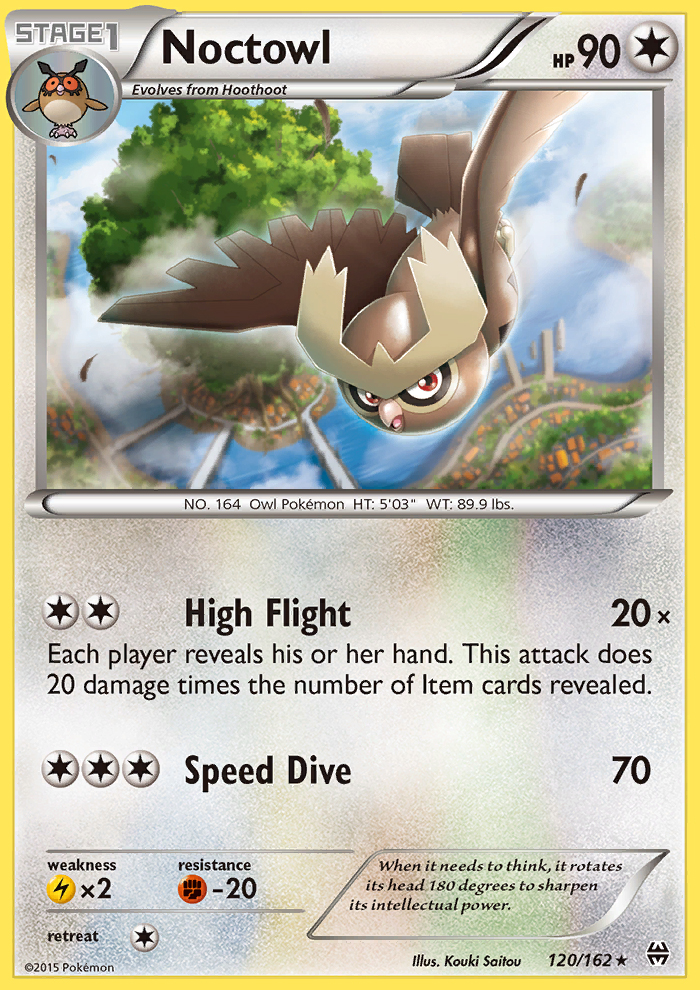 STAGE1
Noctowl
HP 90
Evolves from Hoothoot
NO. 164 Owl Pokémon HT: 5'03" WT: 89.9 lbs.
High Flight 20×
Each player reveals his or her hand. This attack does
20 damage times the number of Item cards revealed.
Speed Dive 70
weakness
×2
resistance
-20
retreat
When it needs to think, it rotates
its head 180 degrees to sharpen
its intellectual power.
©2015 Pokémon
Illus. Kouki Saitou
120/162 ★